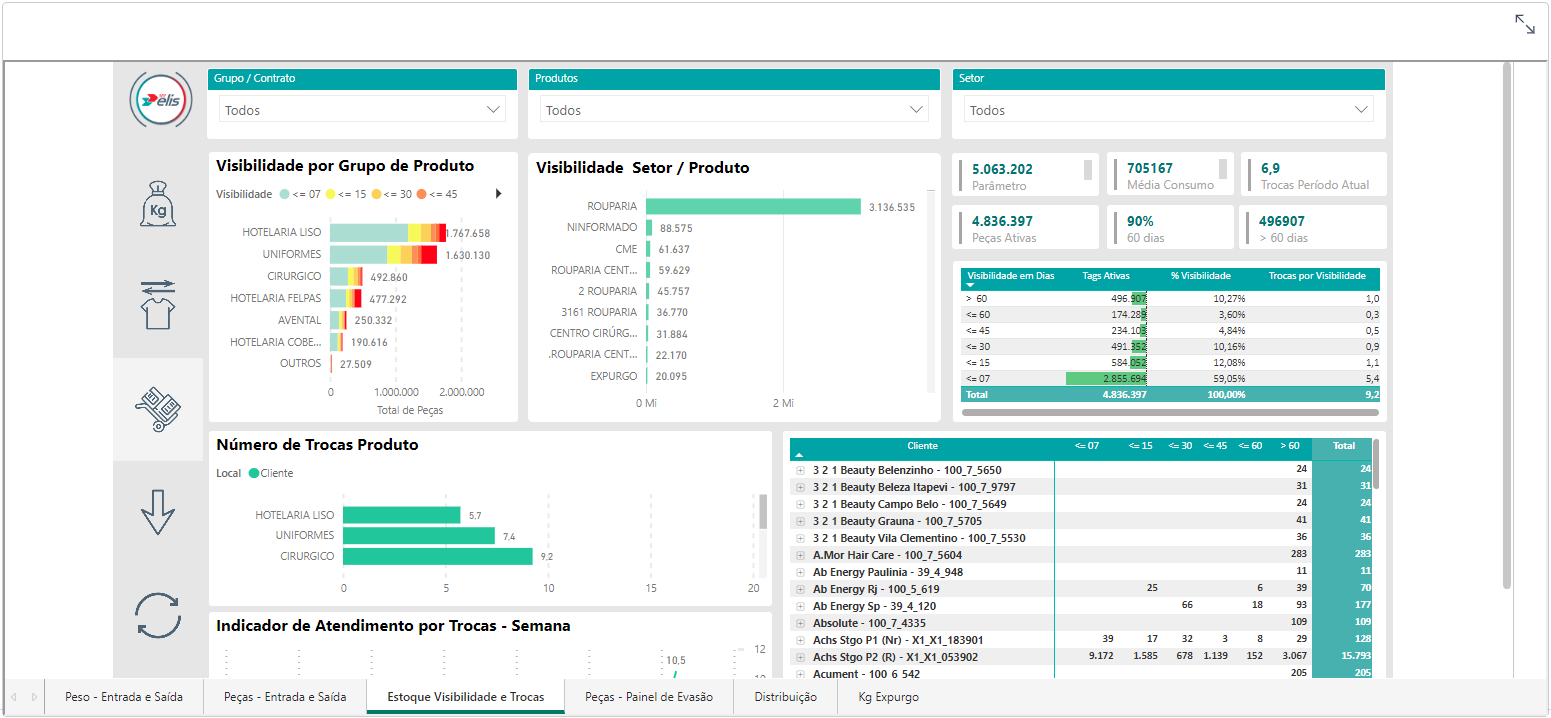 elis
Kg
Grupo / Contrato
Todos
Produtos
Todos
Setor
Todos
Visibilidade por Grupo de Produto
Visibilidade <= 07 <= 15 <= 30 <= 45
HOTELARIA LISO 1.767.658
UNIFORMES 1.630.130
CIRURGICO 492.860
HOTELARIA FELPAS 477.292
AVENTAL 250.332
HOTELARIA COBE... 190.616
OUTROS 27.509
0 1.000.000 2.000.000
Total de Peças
Visibilidade Setor / Produto
ROUPARIA 3.136.535
NINFORMADO 88.575
CME 61.637
ROUPARIA CENT... 59.629
2 ROUPARIA 45.757
3161 ROUPARIA 36.770
CENTRO CIRÚRG... 31.884
.ROUPARIA CENT... 22.170
EXPURGO 20.095
0 Mi 2 Mi
5.063.202
Parâmetro
705167
Média Consumo
6,9
Trocas Período Atual
4.836.397
Peças Ativas
90%
60 dias
496907
> 60 dias
Visibilidade em Dias Tags Ativas % Visibilidade Trocas por Visibilidade
> 60 496.907 10,27% 1,0
<= 60 174.289 3,60% 0,3
<= 45 234.103 4,84% 0,5
<= 30 491.352 10,16% 0,9
<= 15 584.052 12,08% 1,1
<= 07 2.855.694 59,05% 5,4
Total 4.836.397 100,00% 9,2
Número de Trocas Produto
Local Cliente
HOTELARIA LISO 5,7
UNIFORMES 7,4
CIRURGICO 9,2
0 5 10 15 20
Indicador de Atendimento por Trocas - Semana
12
10,5
Cliente <= 07 <= 15 <= 30 <= 45 <= 60 > 60 Total
3 2 1 Beauty Belenzinho - 100_7_5650 24 24
3 2 1 Beauty Beleza Itapevi - 100_7_9797 31 31
3 2 1 Beauty Campo Belo - 100_7_5649 24 24
3 2 1 Beauty Grauna - 100_7_5705 41 41
3 2 1 Beauty Vila Clementino - 100_7_5530 36 36
A.Mor Hair Care - 100_7_5604 283 283
Ab Energy Paulinia - 39_4_948 11 11
Ab Energy Rj - 100_5_619 25 6 39 70
Ab Energy Sp - 39_4_120 66 18 93 177
Absolute - 100_7_4335 109 109
Achs Stgo P1 (Nr) - X1_X1_183901 39 17 32 3 8 29 128
Achs Stgo P2 (R) - X1_X1_053902 9.172 1.585 678 1.139 152 3.067 15.793
Acument - 100_6_542 205 205
Peso - Entrada e Saída
Peças - Entrada e Saída
Estoque Visibilidade e Trocas
Peças - Painel de Evasão
Distribuição
Kg Expurgo